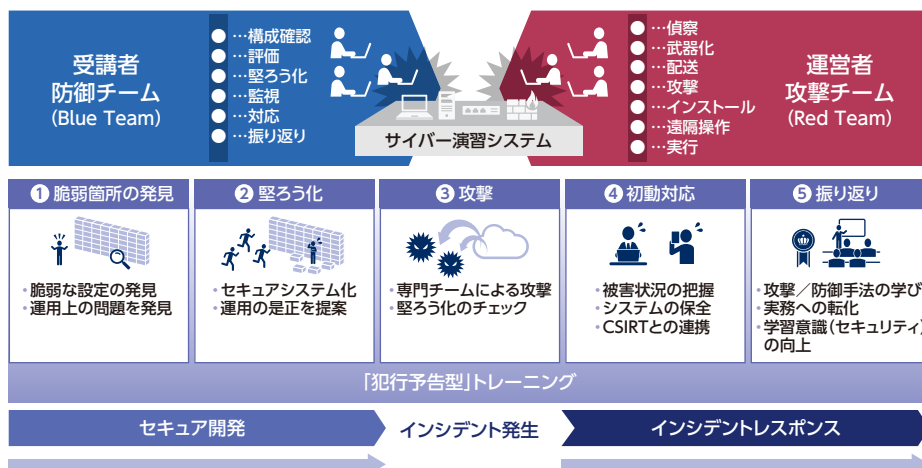 受講者
防御チーム
(Blue Team)
●…構成確認
●…評価
●…堅ろう化
●…監視
●…対応
●…振り返り
サイバー演習システム
●…偵察
●…武器化
●…配送
●…攻撃
●…インストール
●…遠隔操作
●…実行
運営者
攻撃チーム
(Red Team)
❶ 脆弱箇所の発見
・脆弱な設定の発見
・運用上の問題を発見
❷ 堅ろう化
・セキュアシステム化
・運用の是正を提案
❸ 攻撃
・専門チームによる攻撃
・堅ろう化のチェック
❹ 初動対応
・被害状況の把握
・システムの保全
・CSIRTとの連携
❺ 振り返り
・攻撃／防御手法の学び
・実務への転化
・学習意識(セキュリティ)
の向上
「犯行予告型」トレーニング
セキュア開発
インシデント発生
インシデントレスポンス